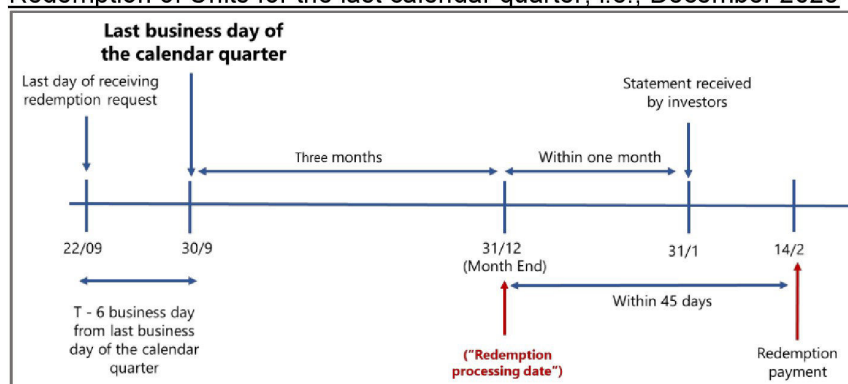 Last business day
of the calendar quarter
Last day of receiving
redemption request
Statement received
by investors
Three months
Within one month
22/09
30/9
31/12
(Month End)
31/1
14/2
Within 45 days
T - 6 business day
from last business
day of the calendar
quarter
("Redemption
processing date")
Redemption
payment